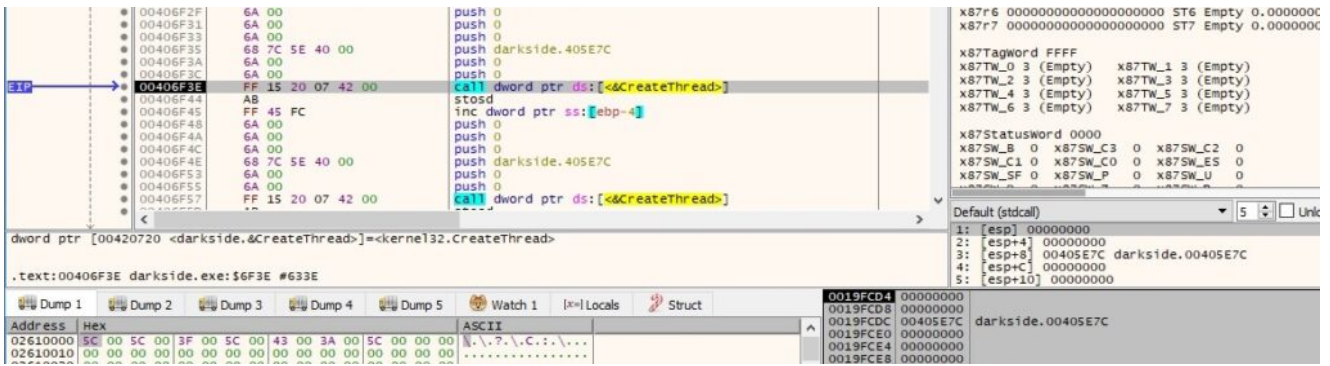 00406F2F 6A 00 push 0
00406F31 6A 00 push 0
00406F33 6A 00 push 0
00406F35 68 7C 5E 40 00 push darkside.405E7C
00406F3A 6A 00 push 0
00406F3C 6A 00 push 0
EIP 00406F3E FF 15 20 07 42 00 call dword ptr ds:[<&CreateThread>]
00406F44 AB stosd
00406F45 FF 45 FC inc dword ptr ss:[ebp-4]
00406F48 6A 00 push 0
00406F4A 6A 00 push 0
00406F4C 6A 00 push 0
00406F4E 68 7C 5E 40 00 push darkside.405E7C
00406F53 6A 00 push 0
00406F55 6A 00 push 0
00406F57 FF 15 20 07 42 00 call dword ptr ds:[<&CreateThread>]
dword ptr [00420720 <darkside.&CreateThread>]=<kernel32.CreateThread>
.text:00406F3E darkside.exe:$6F3E #633E
x87r6 00000000000000000000 ST6 Empty 0.0000000
x87r7 00000000000000000000 ST7 Empty 0.0000000
x87TagWord FFFF
x87TW_0 3 (Empty) x87TW_1 3 (Empty)
x87TW_2 3 (Empty) x87TW_3 3 (Empty)
x87TW_4 3 (Empty) x87TW_5 3 (Empty)
x87TW_6 3 (Empty) x87TW_7 3 (Empty)
x87StatusWord 0000
x87SW_B 0 x87SW_C3 0 x87SW_C2 0
x87SW_C1 0 x87SW_C0 0 x87SW_ES 0
x87SW_SF 0 x87SW_P 0 x87SW_U 0
Default (stdcall) 5
1: [esp] 00000000
2: [esp+4] 00000000
3: [esp+8] 00405E7C darkside.00405E7C
4: [esp+C] 00000000
5: [esp+10] 00000000
Dump 1 Dump 2 Dump 3 Dump 4 Dump 5 Watch 1 [x=] Locals Struct
Address Hex ASCII
02610000 5C 00 5C 00 3F 00 5C 00 43 00 3A 00 5C 00 00 00 \.\.?.\.C.:.\...
02610010 00 00 00 00 00 00 00 00 00 00 00 00 00 00 00 00 ................
0019FCD4 00000000
0019FCD8 00000000
0019FCDC 00405E7C darkside.00405E7C
0019FCE0 00000000
0019FCE4 00000000
0019FCE8 00000000